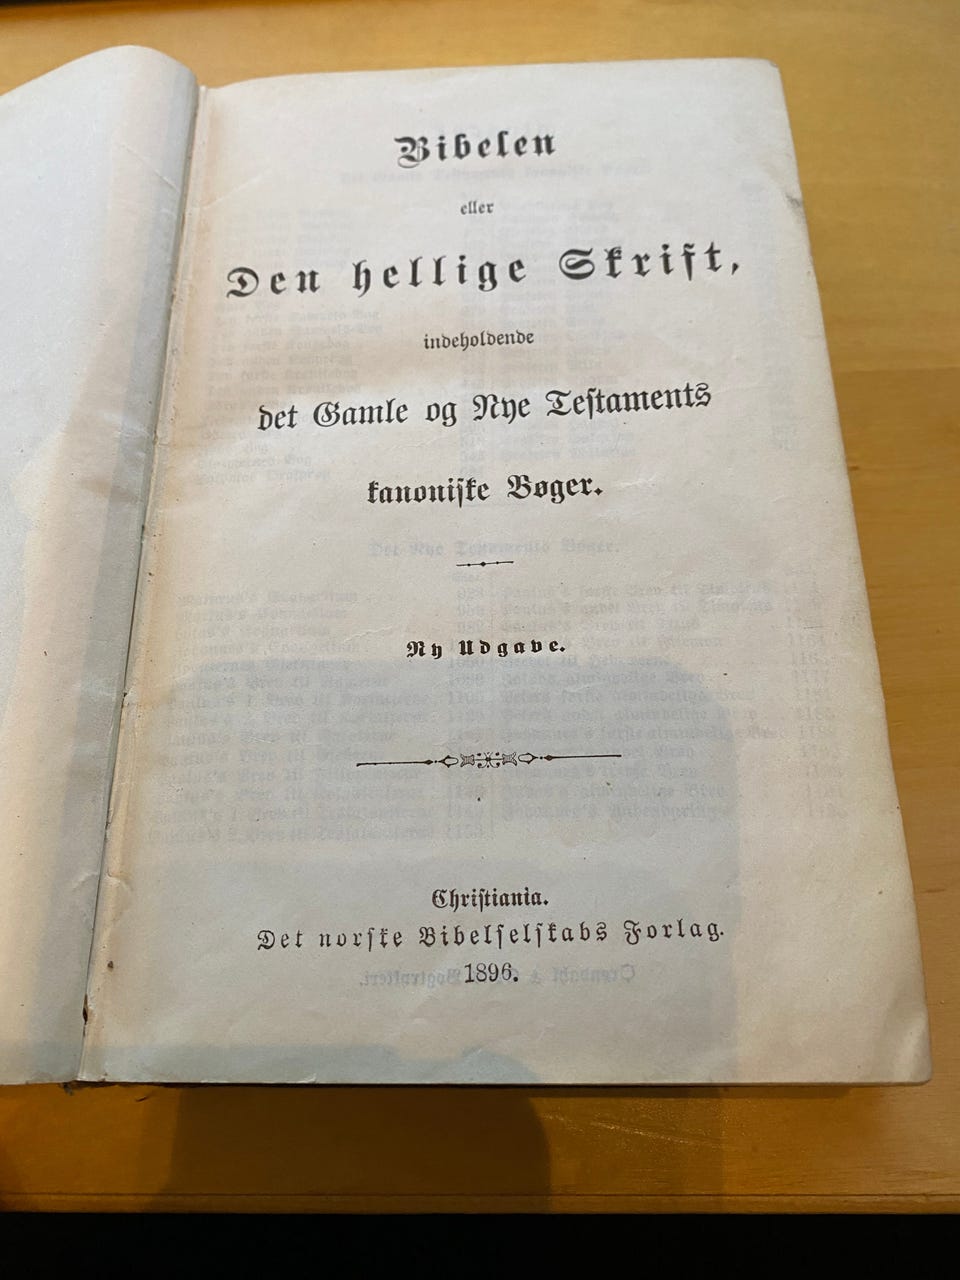 Bibelen
eller
Den hellige Skrift,
indeholdende
det Gamle og Nye Testaments
kanoniske Bøger.
Ny Udgave.
Christiania.
Det norske Bibelselskabs Forlag.
1896.